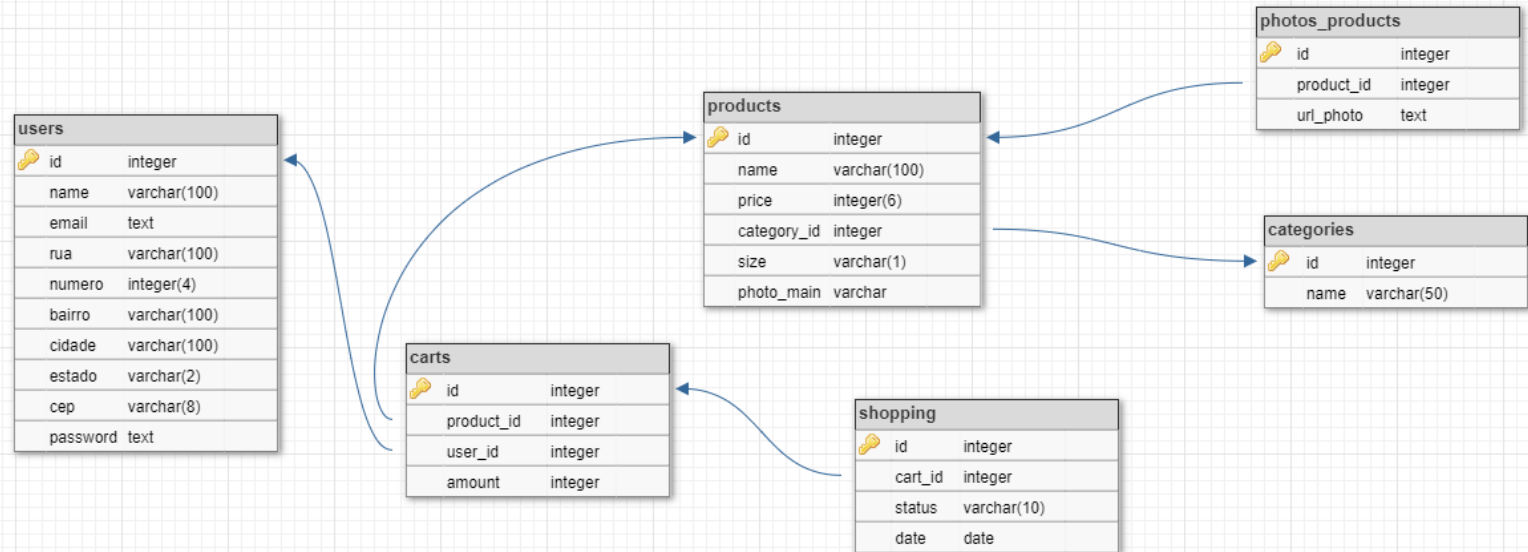 users
id integer
name varchar(100)
email text
rua varchar(100)
numero integer(4)
bairro varchar(100)
cidade varchar(100)
estado varchar(2)
cep varchar(8)
password text
carts
id integer
product_id integer
user_id integer
amount integer
products
id integer
name varchar(100)
price integer(6)
category_id integer
size varchar(1)
photo_main varchar
shopping
id integer
cart_id integer
status varchar(10)
date date
photos_products
id integer
product_id integer
url_photo text
categories
id integer
name varchar(50)